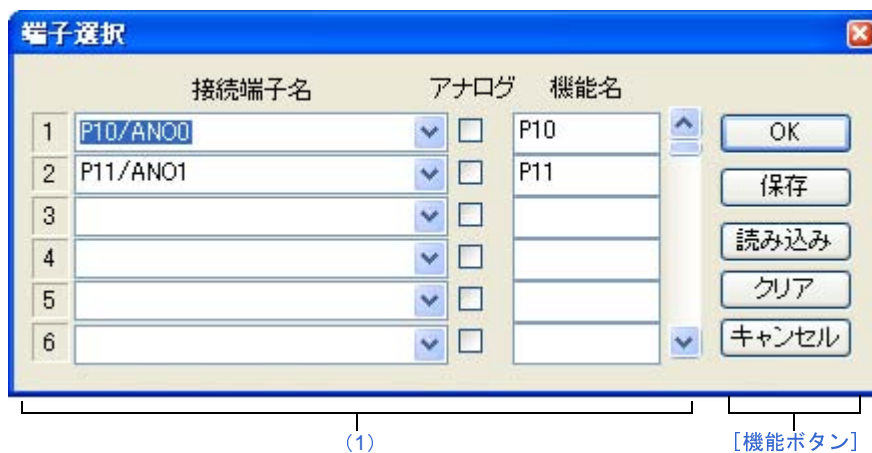 端子選択
接続端子名 アナログ 機能名
1 P10/ANO0 P10
2 P11/ANO1 P11
3
4
5
6
OK
保存
読み込み
クリア
キャンセル
(1)
[機能ボタン]